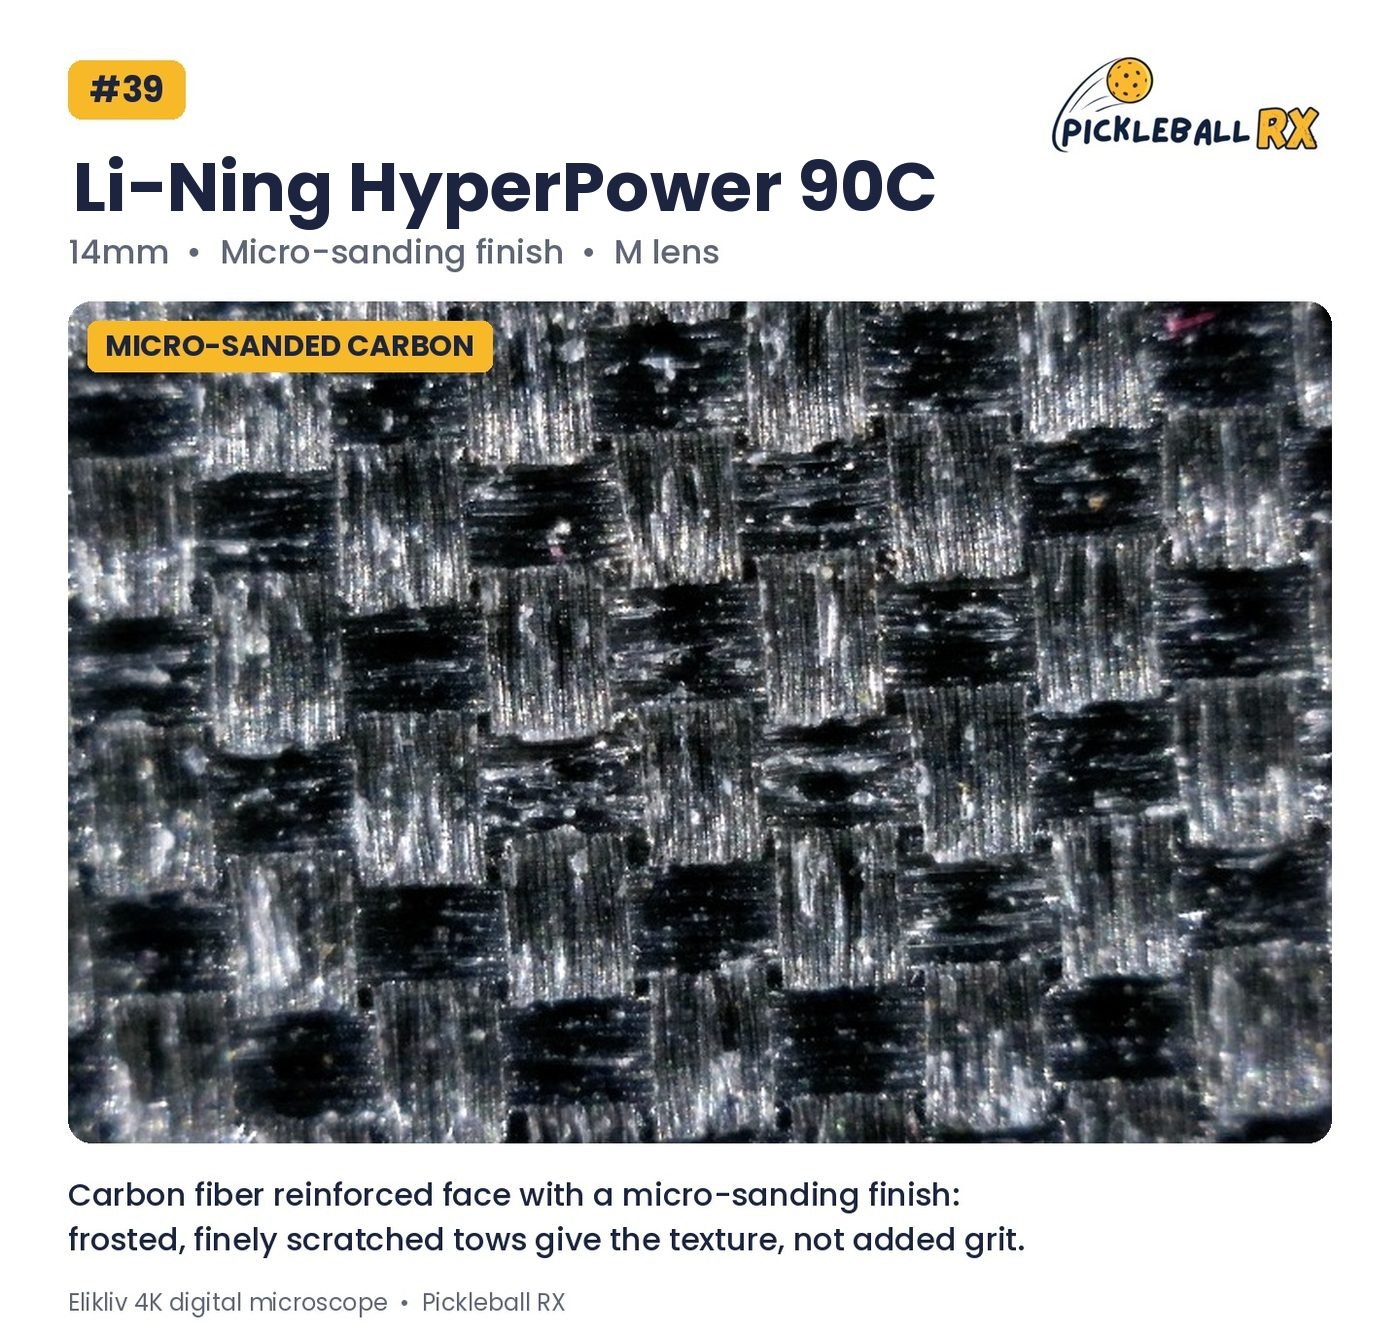 #39
PICKLEBALL RX
Li-Ning HyperPower 90C
14mm • Micro-sanding finish • M lens
MICRO-SANDED CARBON
Carbon fiber reinforced face with a micro-sanding finish:
frosted, finely scratched tows give the texture, not added grit.
Elikliv 4K digital microscope • Pickleball RX